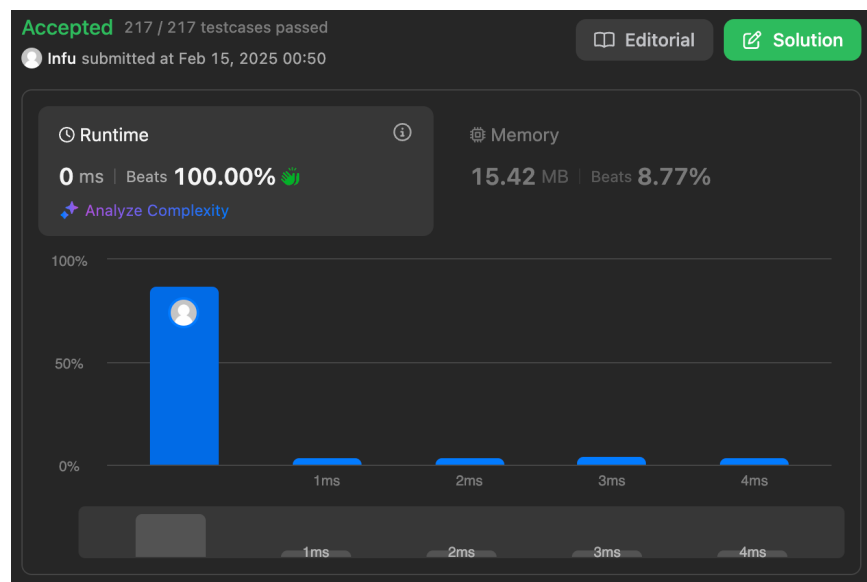 Accepted 217 / 217 testcases passed
Editorial
Solution
Infu submitted at Feb 15, 2025 00:50
Runtime
0 ms | Beats 100.00%
Analyze Complexity
Memory
15.42 MB | Beats 8.77%
100%
50%
0%
1ms 2ms 3ms 4ms
1ms 2ms 3ms 4ms